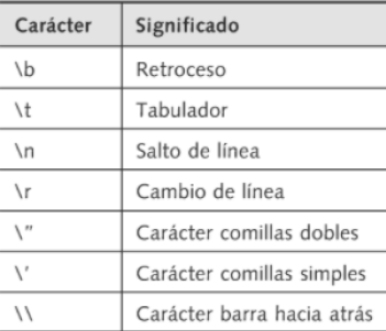 Carácter Significado
\b Retroceso
\t Tabulador
\n Salto de línea
\r Cambio de línea
\" Carácter comillas dobles
\' Carácter comillas simples
\\ Carácter barra hacia atrás